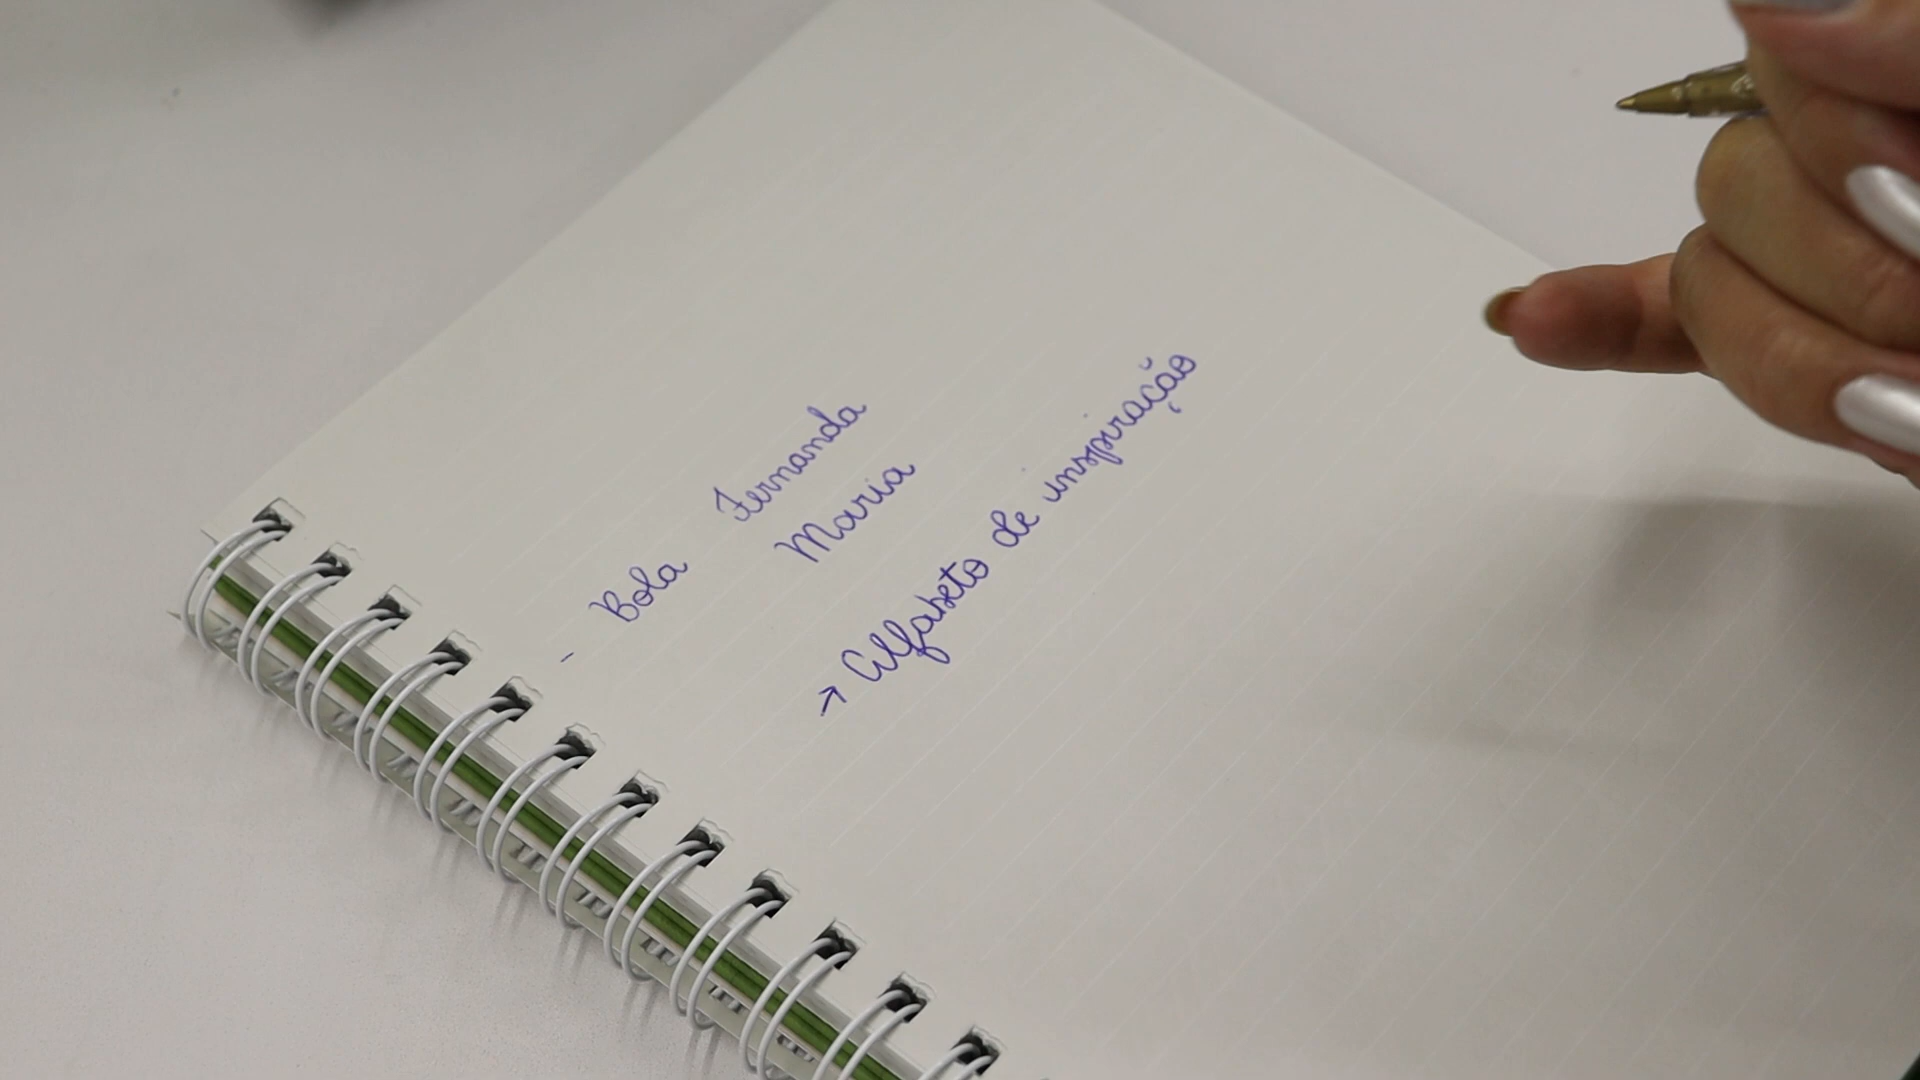 - Bola Fernanda
Maria
→ Alfabeto de inspiração